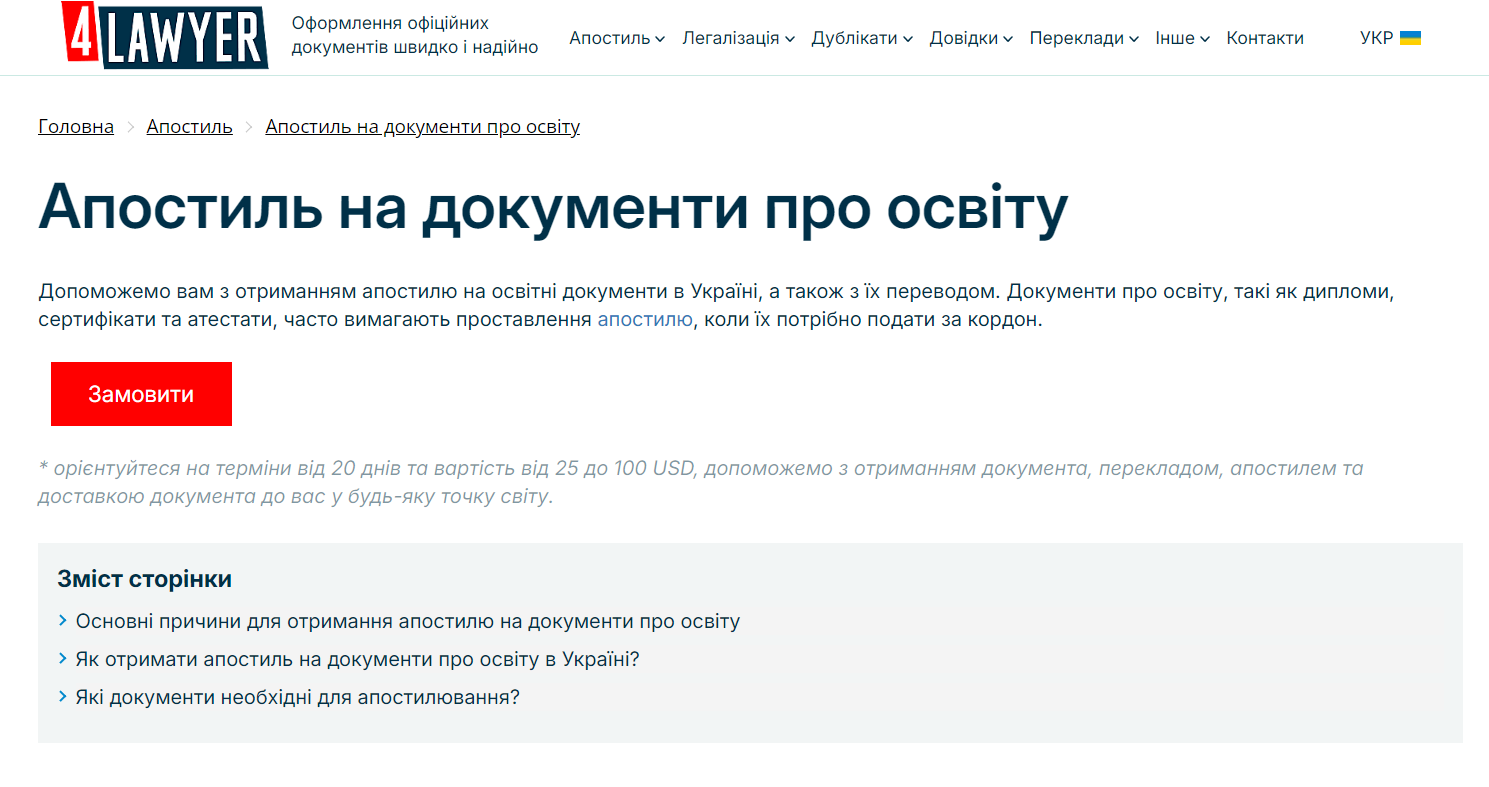 4LAWYER
Оформлення офіційних
документів швидко і надійно
Апостиль Легалізація Дублікати Довідки Переклади Інше Контакти УКР
Головна Апостиль Апостиль на документи про освіту
Апостиль на документи про освіту
Допоможемо вам з отриманням апостилю на освітні документи в Україні, а також з їх переводом. Документи про освіту, такі як дипломи,
сертифікати та атестати, часто вимагають проставлення апостилю, коли їх потрібно подати за кордон.
Замовити
* орієнтуйтеся на терміни від 20 днів та вартість від 25 до 100 USD, допоможемо з отриманням документа, перекладом, апостилем та
доставкою документа до вас у будь-яку точку світу.
Зміст сторінки
Основні причини для отримання апостилю на документи про освіту
Як отримати апостиль на документи про освіту в Україні?
Які документи необхідні для апостилювання?